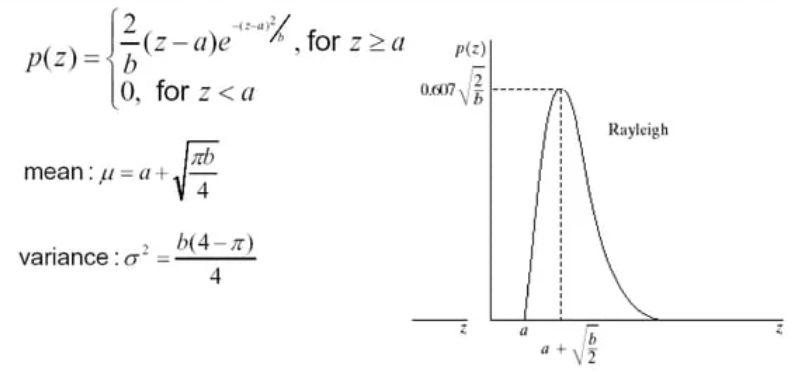 p(z) = { 2/b (z – a)e^(–(z–a)²/b), for z ≥ a
0, for z < a
mean : μ = a + √(πb/4)
variance : σ² = b(4 – π)/4
p(z)
0.607 √(2/b)
Rayleigh
z
a
z
a + √(b/2)